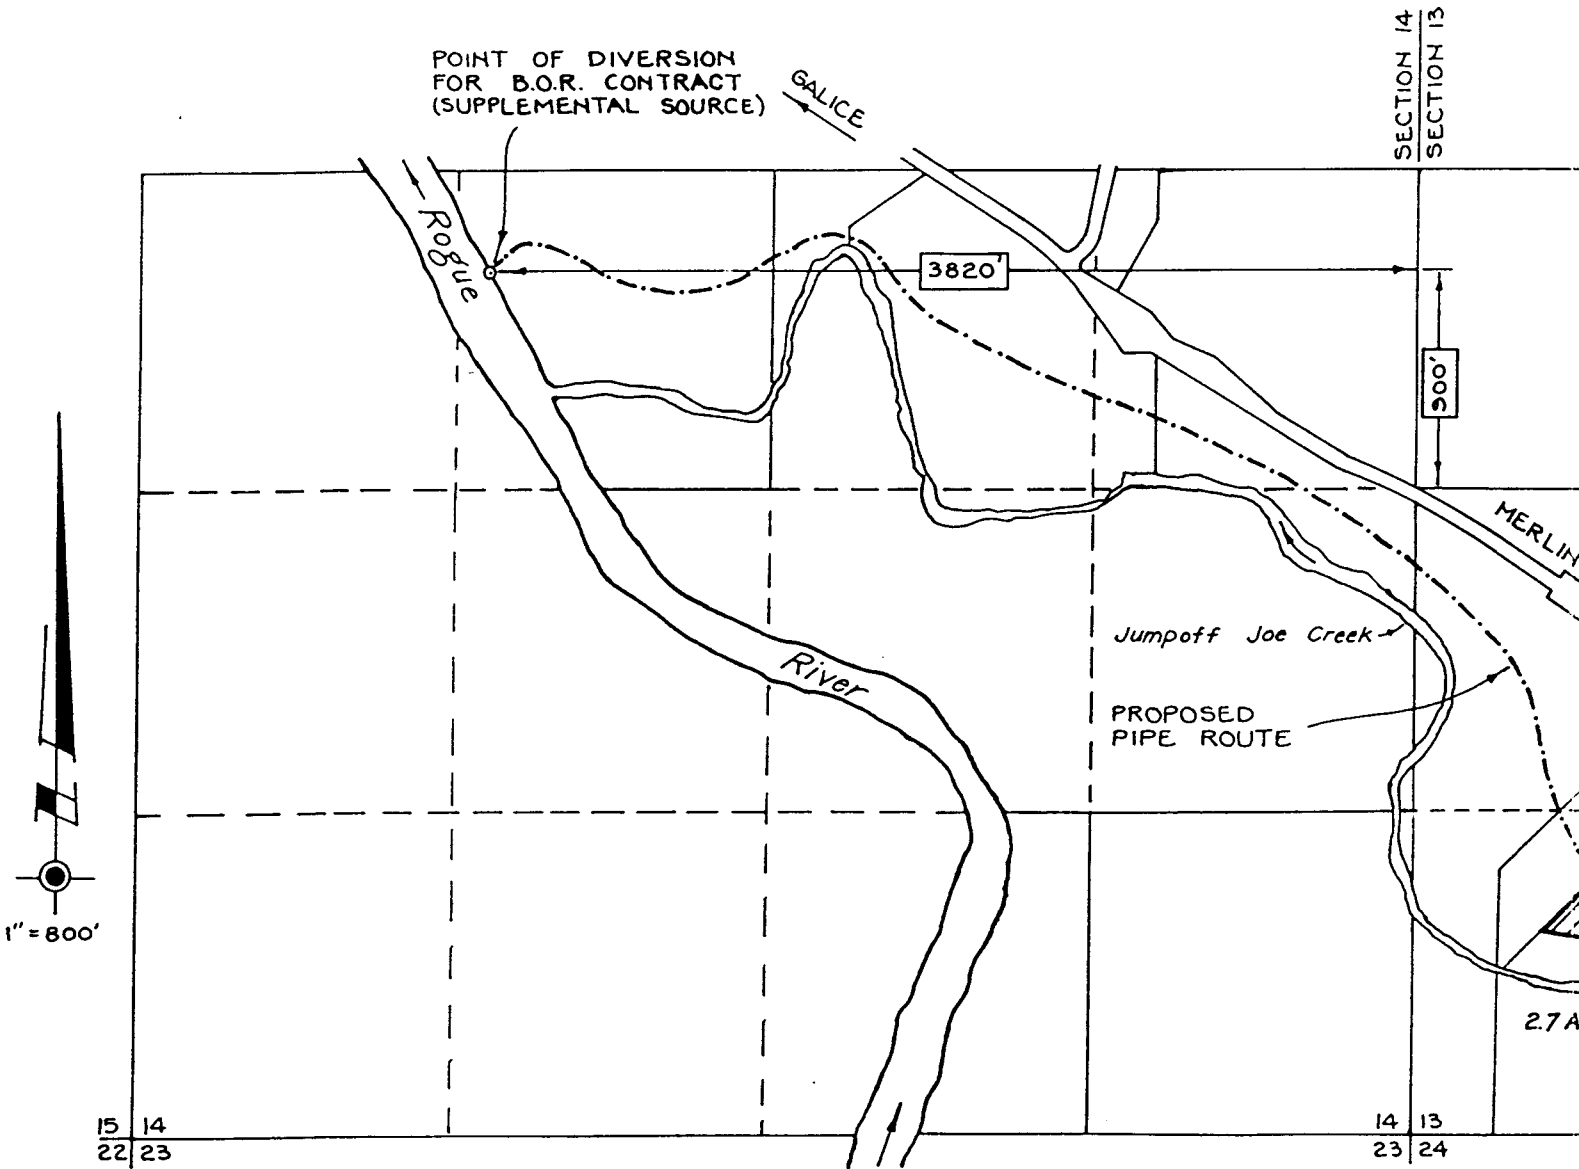 POINT OF DIVERSION
FOR B.O.R. CONTRACT
(SUPPLEMENTAL SOURCE)
GALICE
SECTION 14
SECTION 13
Rogue
3820'
900'
MERLIN
Jumpoff Joe Creek
River
PROPOSED
PIPE ROUTE
1" = 800'
2.7 A
15 14
22 23
14 13
23 24